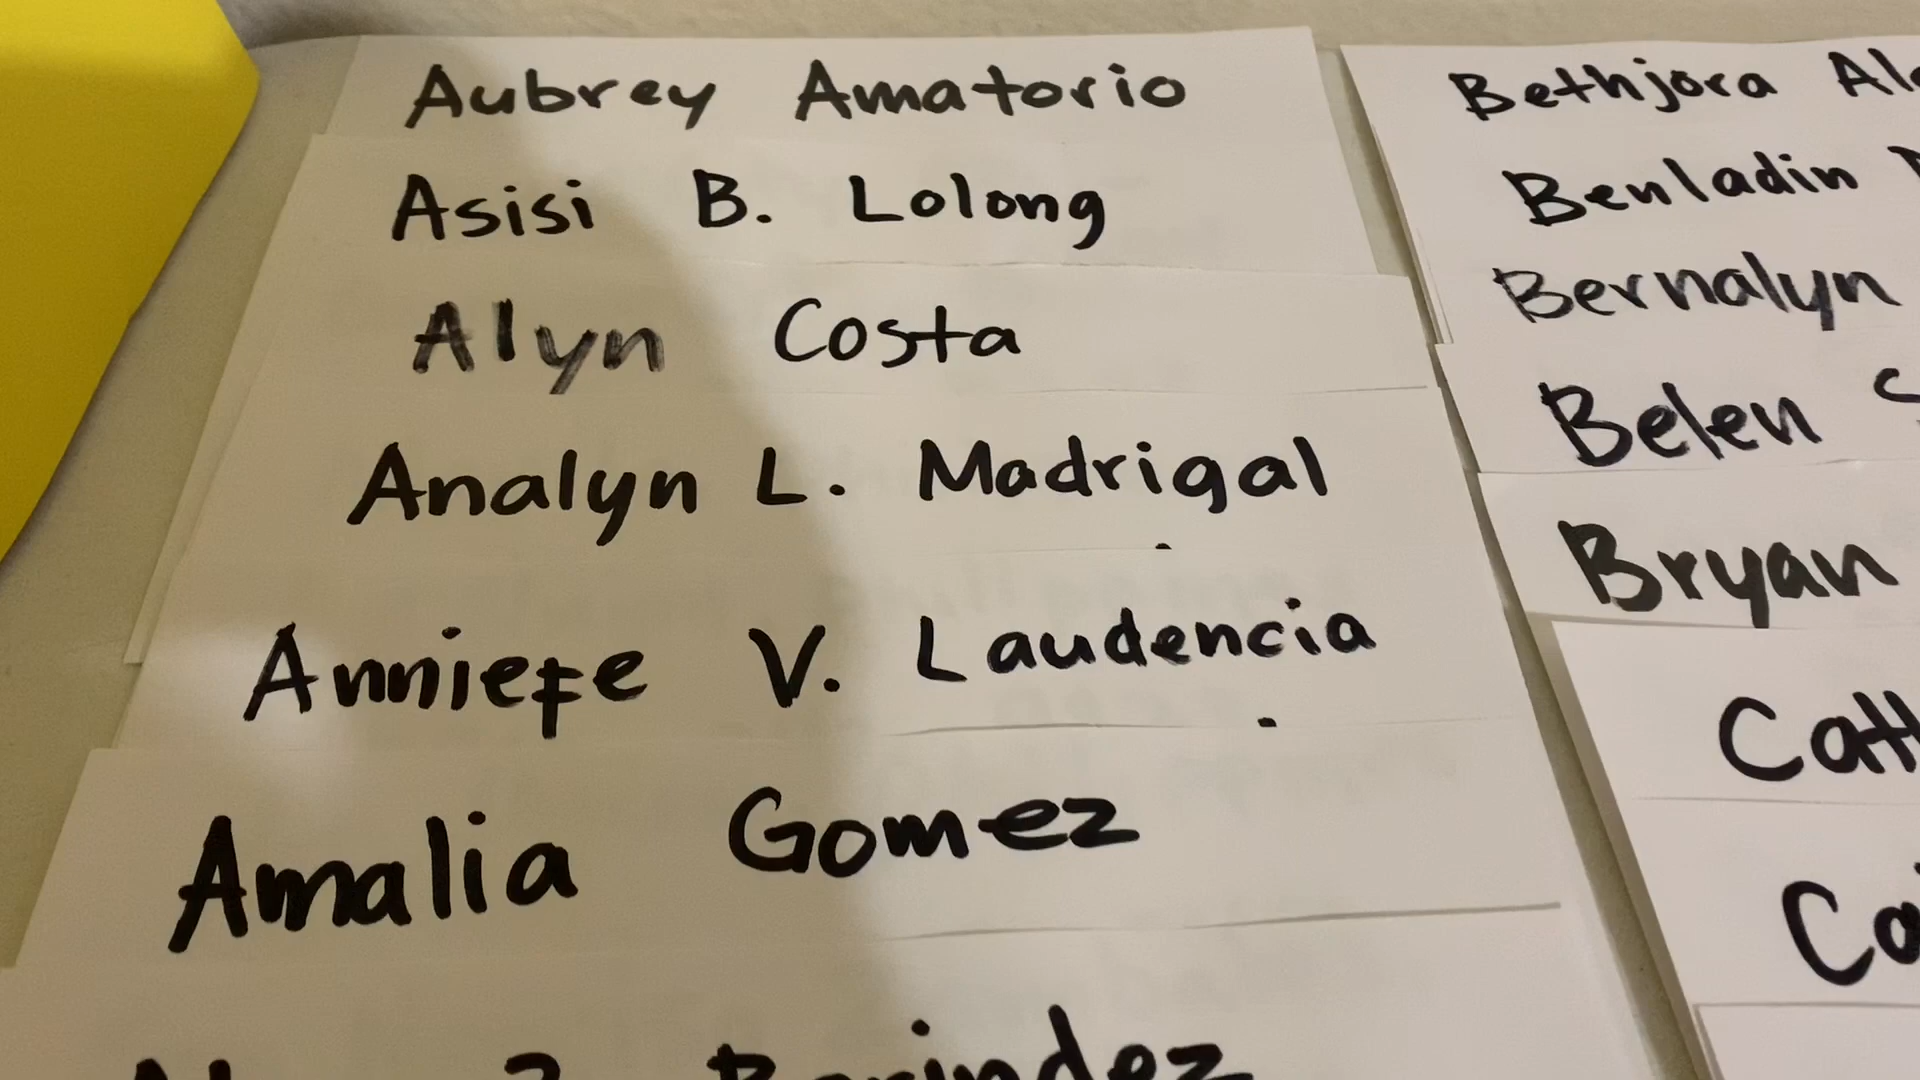 Aubrey Amatorio
Asisi B. Lolong
Alyn Costa
Analyn L. Madrigal
Anniefe V. Laudencia
Amalia Gomez
Bethjora
Benladin
Bernalyn
Belen
Bryan